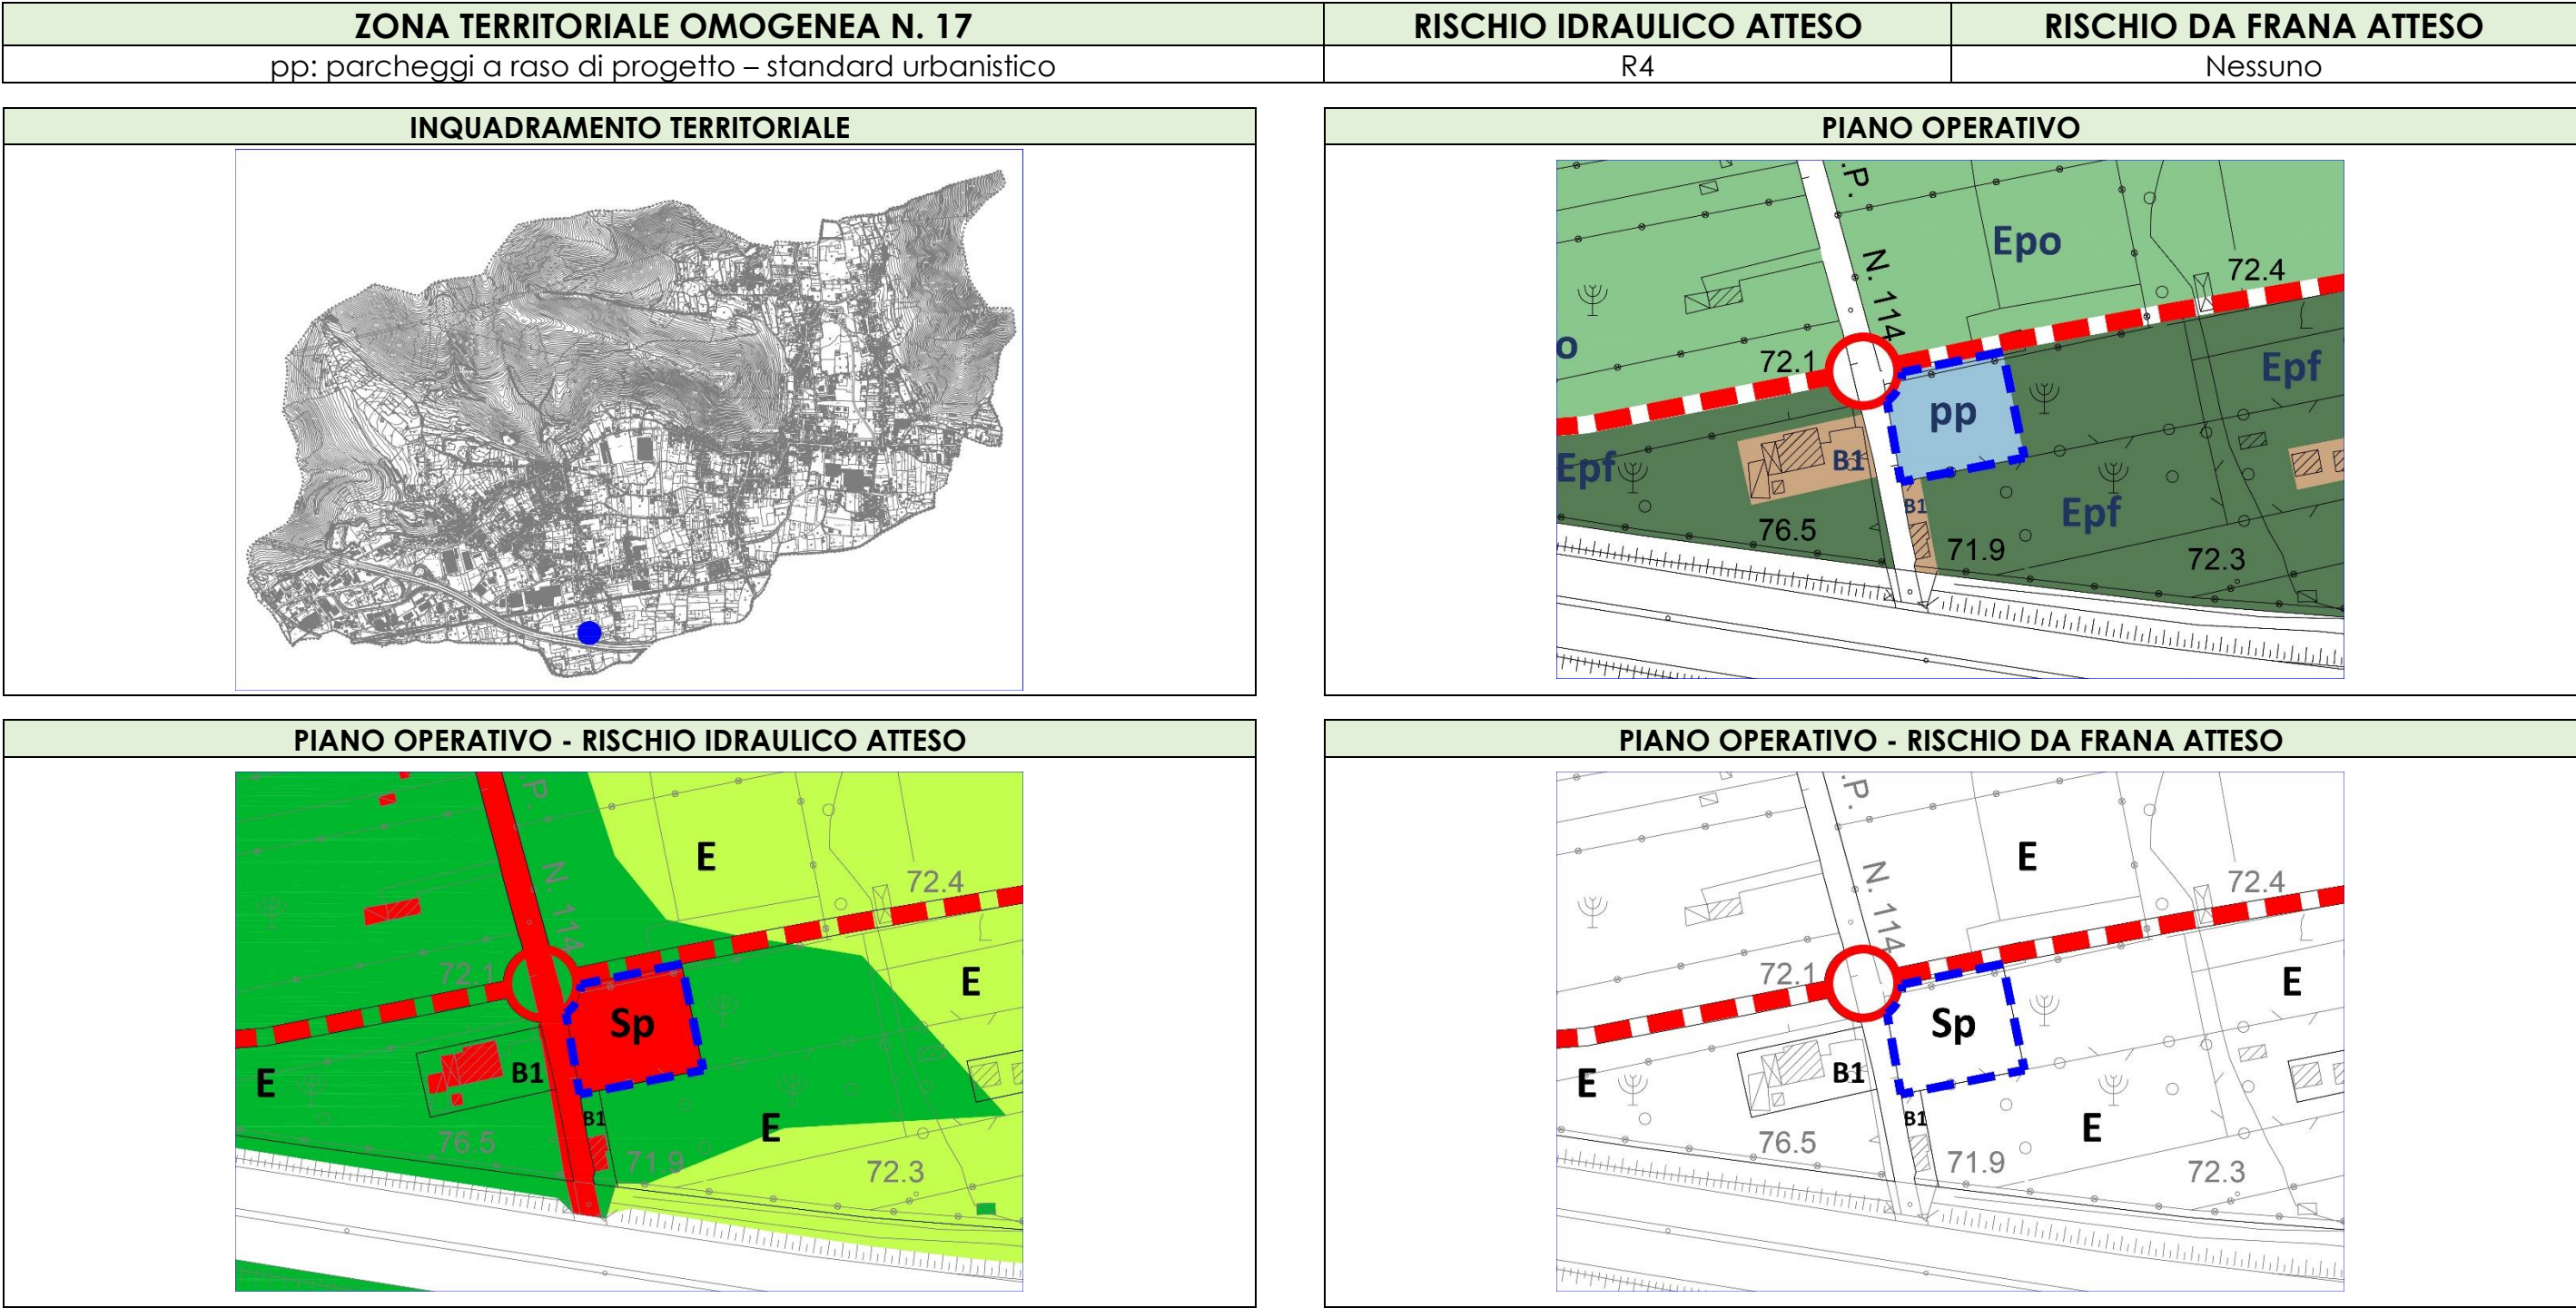 ZONA TERRITORIALE OMOGENEA N. 17
RISCHIO IDRAULICO ATTESO
RISCHIO DA FRANA ATTESO
pp: parcheggi a raso di progetto – standard urbanistico
R4
Nessuno
INQUADRAMENTO TERRITORIALE
PIANO OPERATIVO
.P.
N. 114
Epo
72.4
o
72.1
Epf
pp
Epf
B1
B1
Epf
76.5
71.9
72.3
PIANO OPERATIVO - RISCHIO IDRAULICO ATTESO
PIANO OPERATIVO - RISCHIO DA FRANA ATTESO
.P.
N. 114
E
72.4
72.1
E
Sp
E
B1
B1
E
76.5
71.9
72.3
.P.
N. 114
E
72.4
72.1
E
Sp
E
B1
B1
E
76.5
71.9
72.3